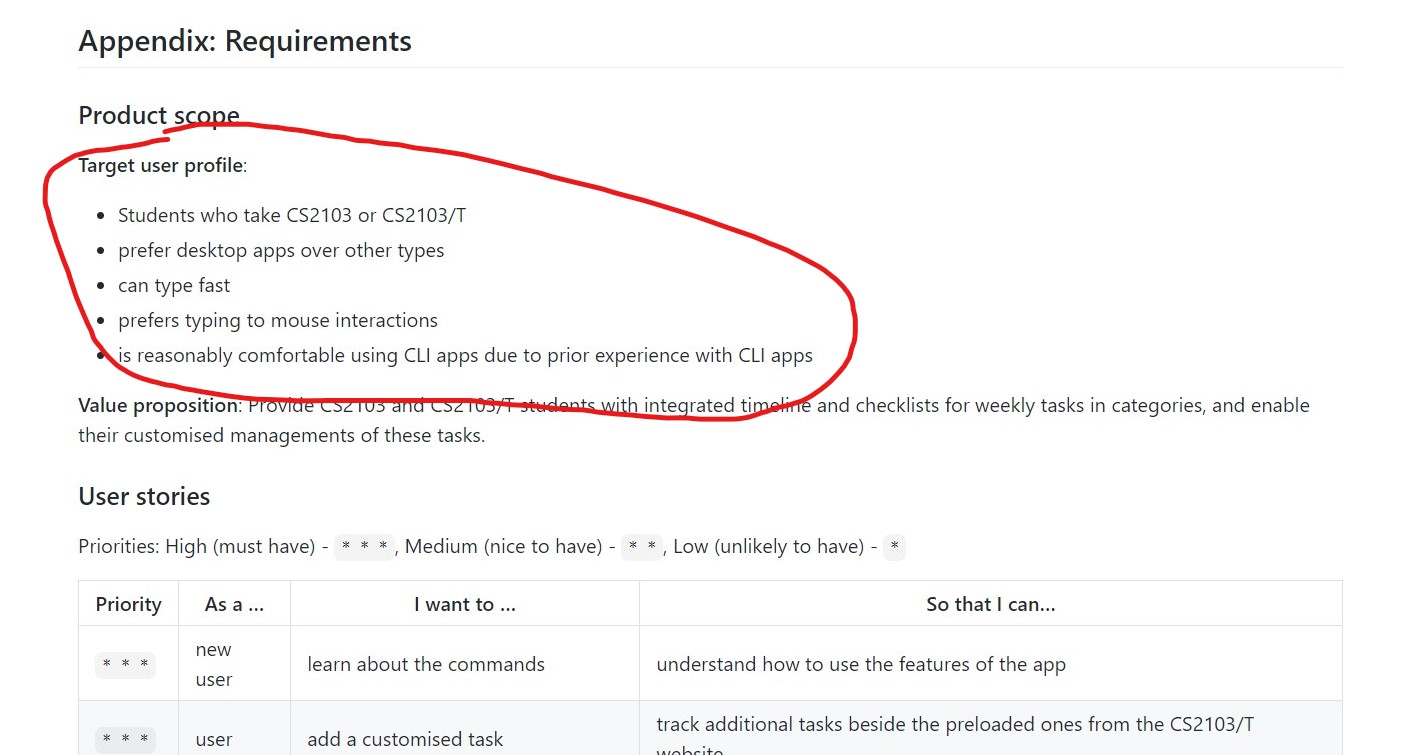 Appendix: Requirements
Product scope
Target user profile:
• Students who take CS2103 or CS2103/T
• prefer desktop apps over other types
• can type fast
• prefers typing to mouse interactions
• is reasonably comfortable using CLI apps due to prior experience with CLI apps
Value proposition: Provide CS2103 and CS2103/T students with integrated timeline and checklists for weekly tasks in categories, and enable
their customised managements of these tasks.
User stories
Priorities: High (must have) - * * *, Medium (nice to have) - * *, Low (unlikely to have) - *
Priority As a ... I want to ... So that I can...
* * * new
user learn about the commands understand how to use the features of the app
* * * user add a customised task track additional tasks beside the preloaded ones from the CS2103/T
website